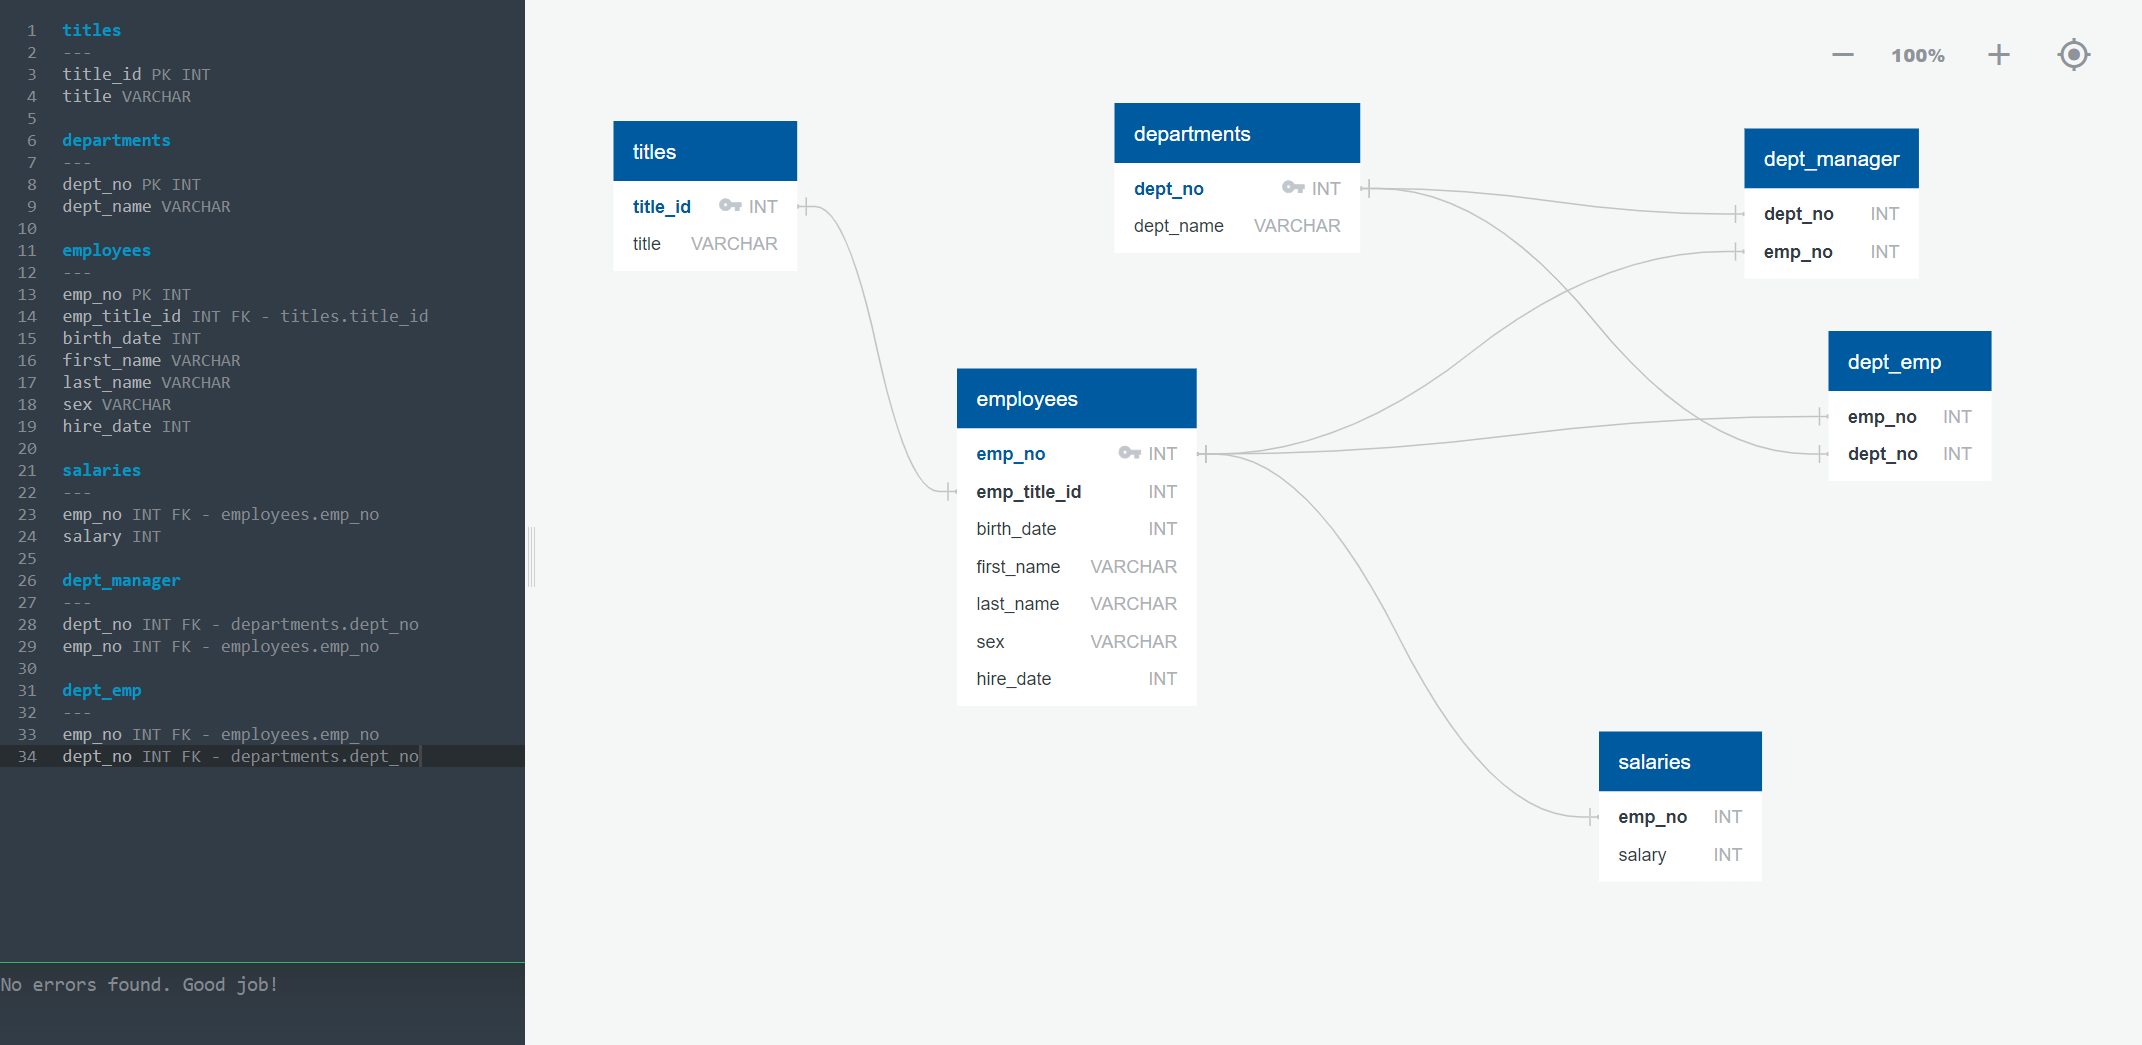 1 titles
2 ---
3 title_id PK INT
4 title VARCHAR
5
6 departments
7 ---
8 dept_no PK INT
9 dept_name VARCHAR
10
11 employees
12 ---
13 emp_no PK INT
14 emp_title_id INT FK - titles.title_id
15 birth_date INT
16 first_name VARCHAR
17 last_name VARCHAR
18 sex VARCHAR
19 hire_date INT
20
21 salaries
22 ---
23 emp_no INT FK - employees.emp_no
24 salary INT
25
26 dept_manager
27 ---
28 dept_no INT FK - departments.dept_no
29 emp_no INT FK - employees.emp_no
30
31 dept_emp
32 ---
33 emp_no INT FK - employees.emp_no
34 dept_no INT FK - departments.dept_no
No errors found. Good job!
100%
titles
title_id INT
title VARCHAR
departments
dept_no INT
dept_name VARCHAR
dept_manager
dept_no INT
emp_no INT
dept_emp
emp_no INT
dept_no INT
employees
emp_no INT
emp_title_id INT
birth_date INT
first_name VARCHAR
last_name VARCHAR
sex VARCHAR
hire_date INT
salaries
emp_no INT
salary INT